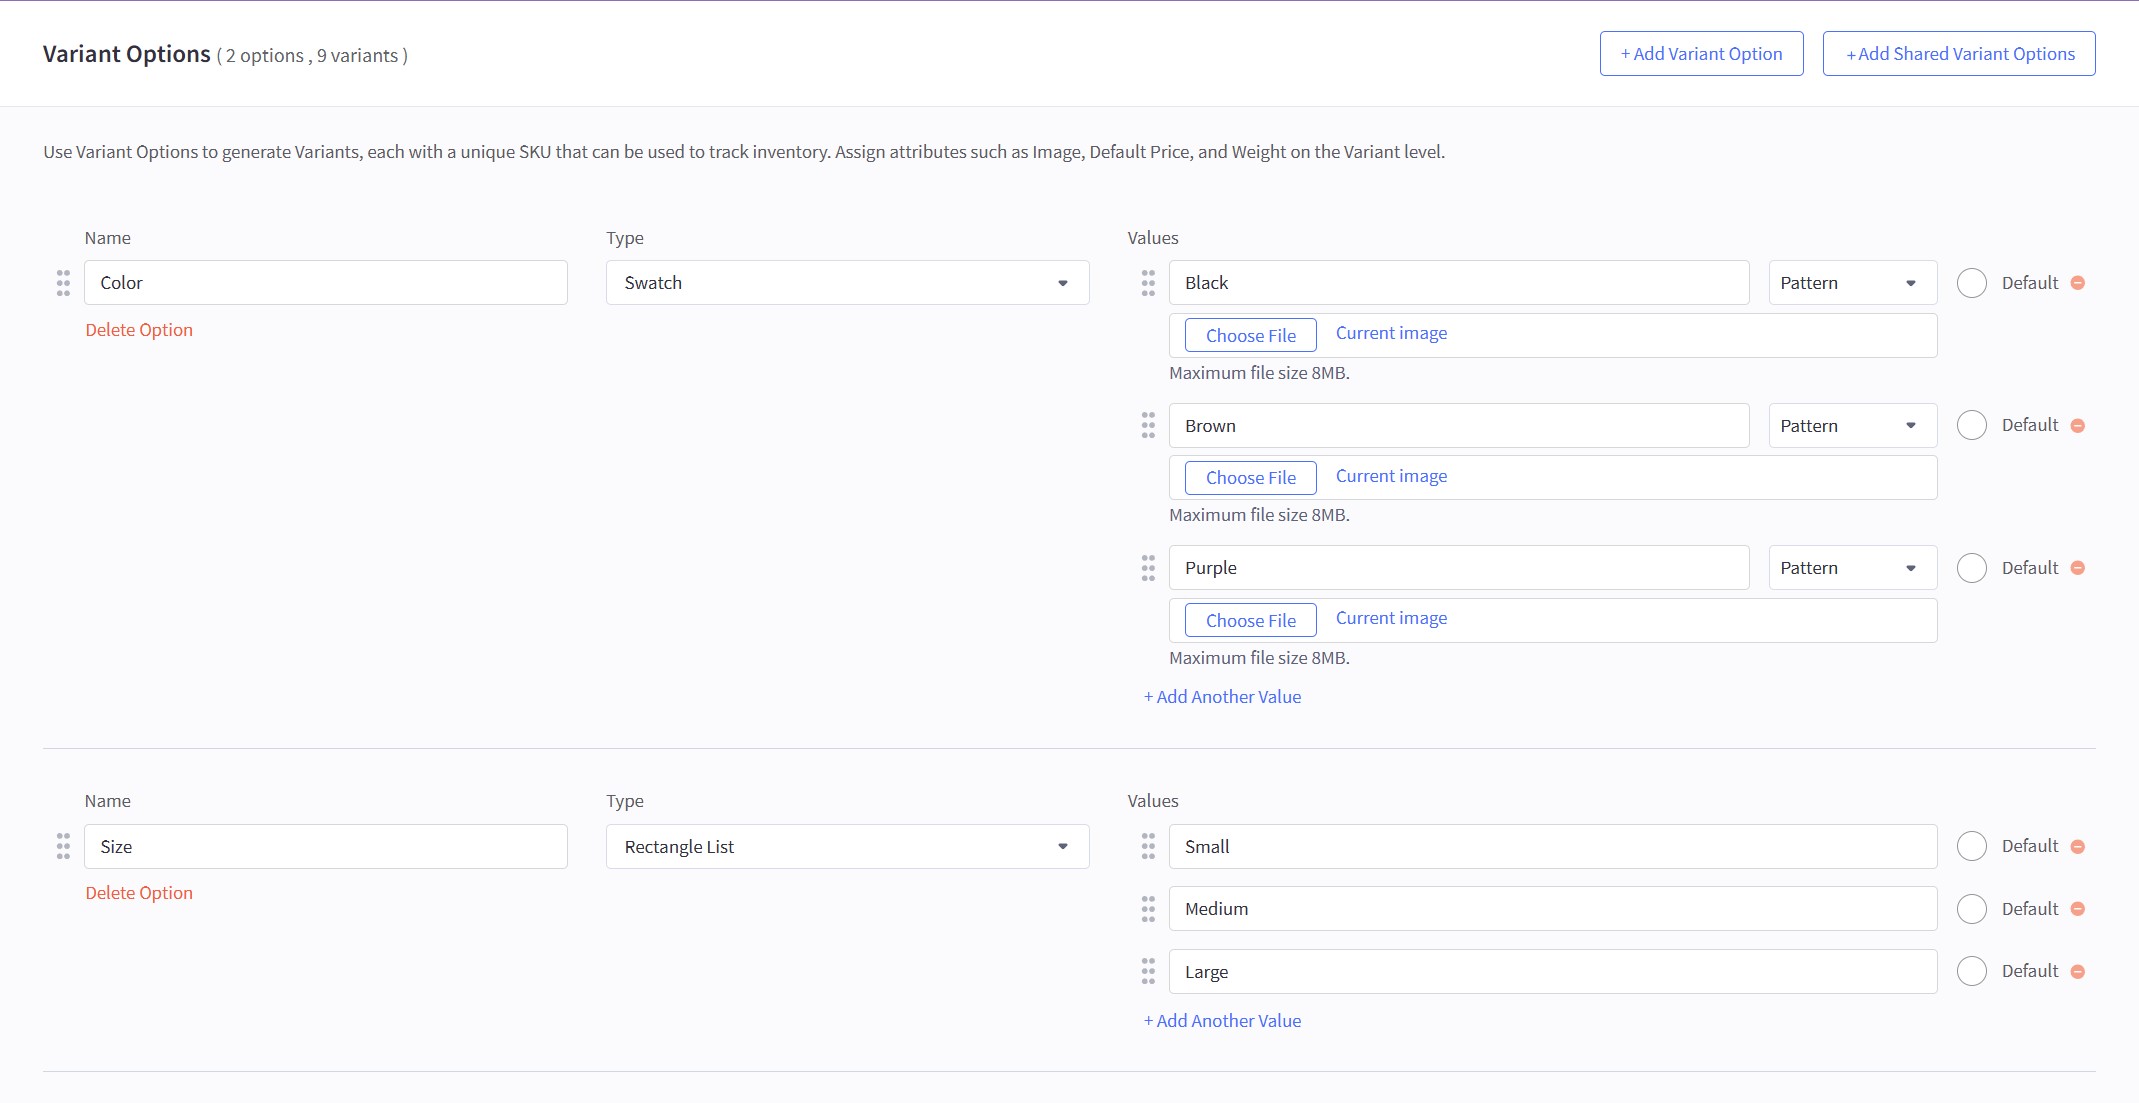 Variant Options ( 2 options , 9 variants )
+ Add Variant Option
+ Add Shared Variant Options
Use Variant Options to generate Variants, each with a unique SKU that can be used to track inventory. Assign attributes such as Image, Default Price, and Weight on the Variant level.
Name Type Values
Color Swatch Black Pattern Default
Delete Option Choose File Current image
Maximum file size 8MB.
Brown Pattern Default
Choose File Current image
Maximum file size 8MB.
Purple Pattern Default
Choose File Current image
Maximum file size 8MB.
+ Add Another Value
Name Type Values
Size Rectangle List Small Default
Delete Option
Medium Default
Large Default
+ Add Another Value